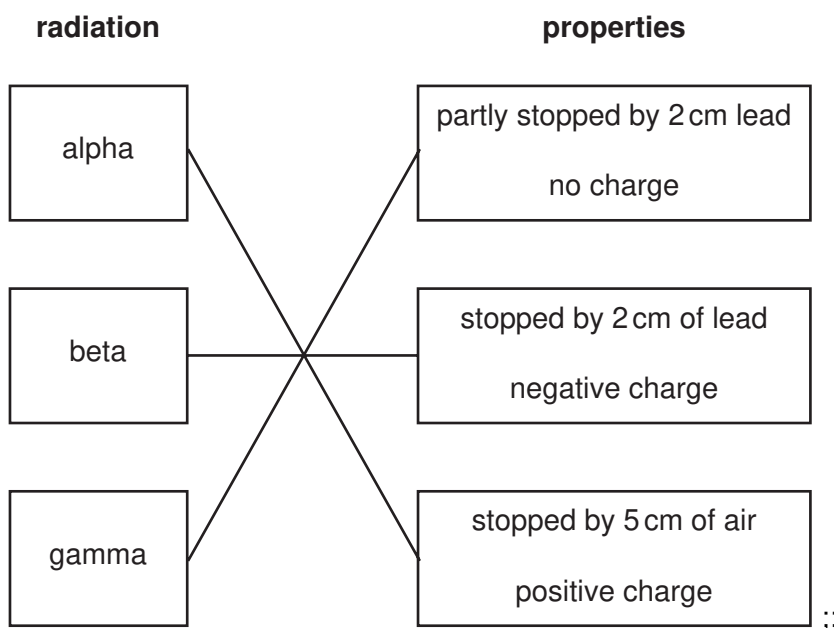 radiation
properties
alpha
partly stopped by 2 cm lead
no charge
beta
stopped by 2 cm of lead
negative charge
gamma
stopped by 5 cm of air
positive charge
;;